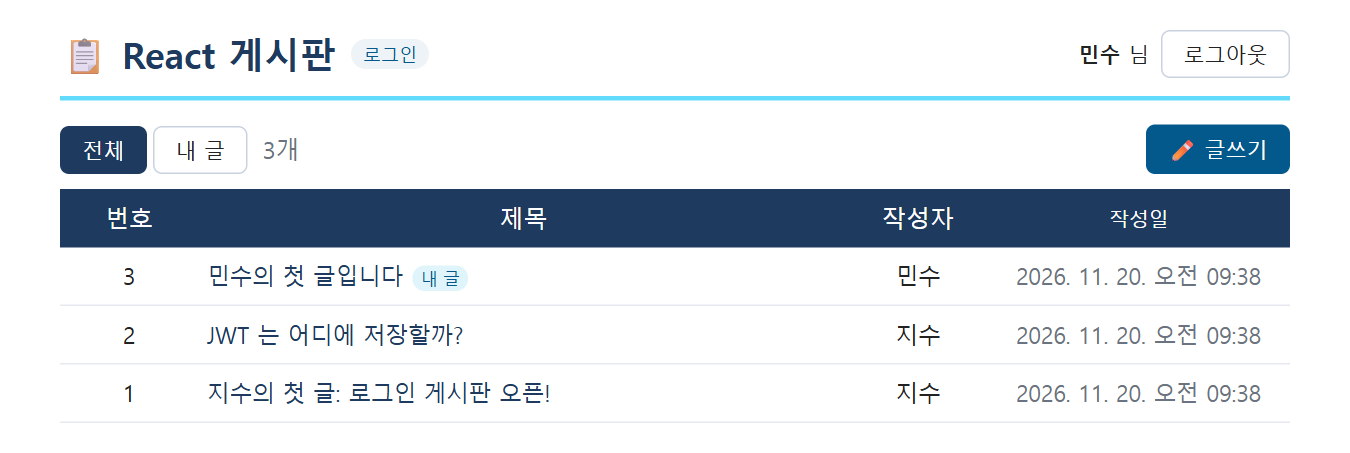 React 게시판 로그인 민수 님 로그아웃
전체 내 글 3개 글쓰기
번호 제목 작성자 작성일
3 민수의 첫 글입니다 내 글 민수 2026. 11. 20. 오전 09:38
2 JWT 는 어디에 저장할까? 지수 2026. 11. 20. 오전 09:38
1 지수의 첫 글: 로그인 게시판 오픈! 지수 2026. 11. 20. 오전 09:38